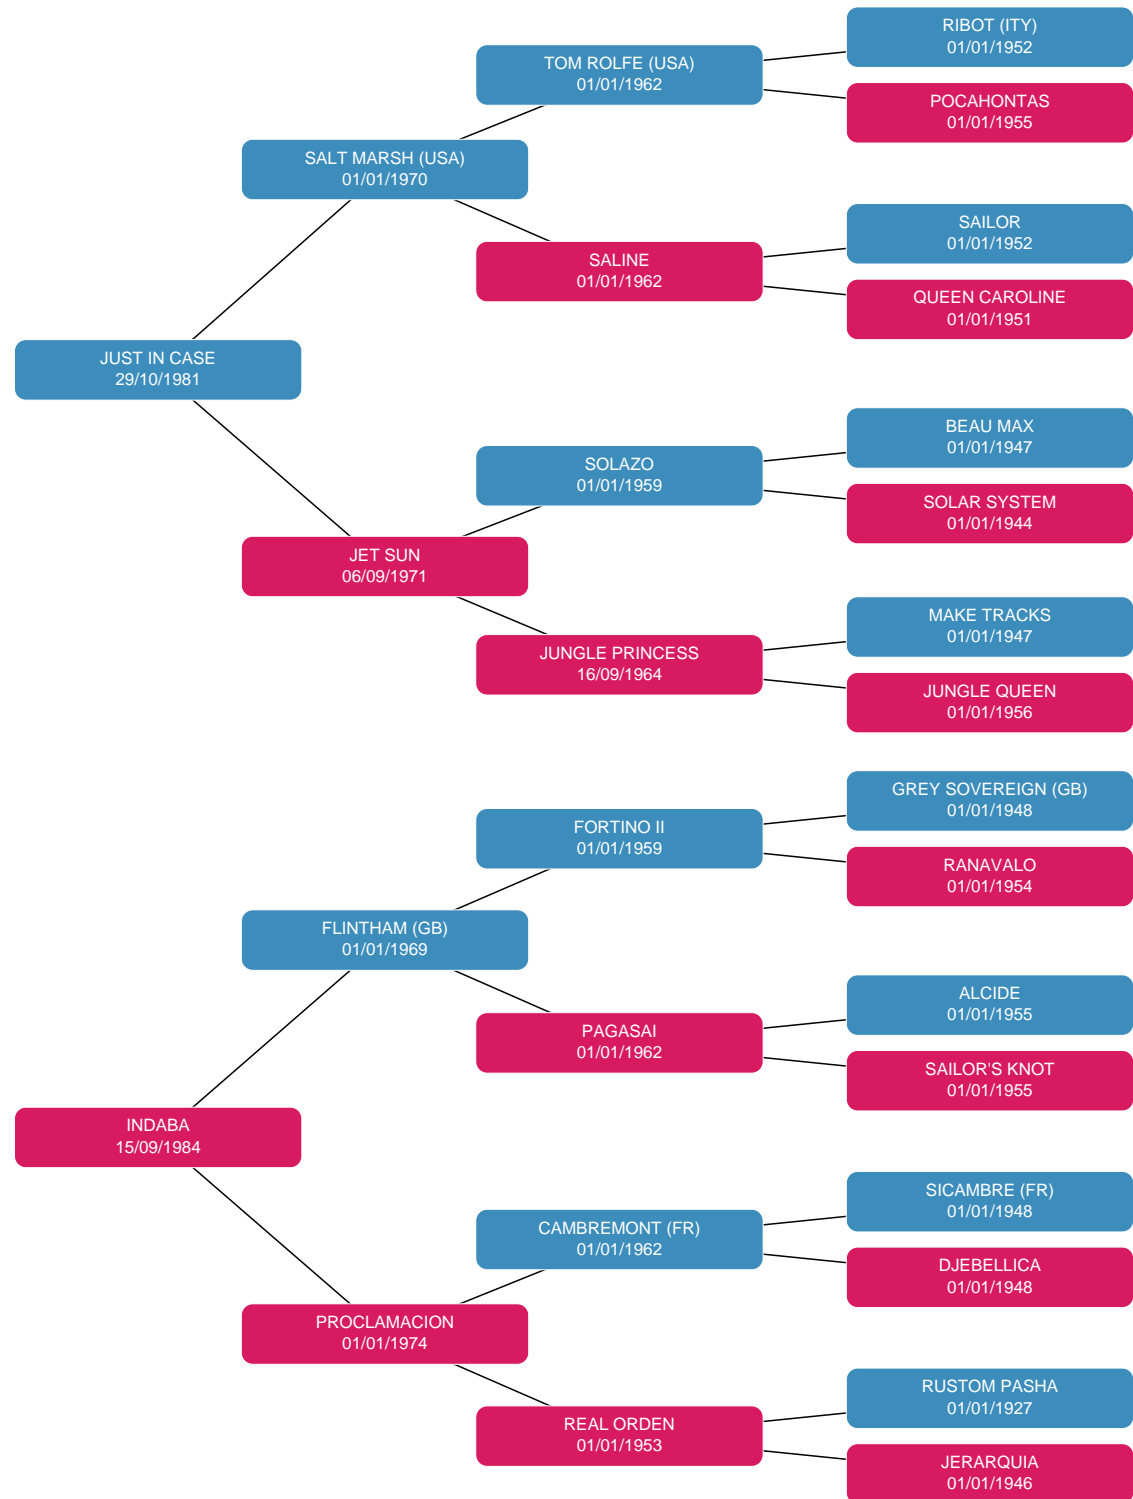 RIBOT (ITY)
01/01/1952
TOM ROLFE (USA)
01/01/1962
POCAHONTAS
01/01/1955
SALT MARSH (USA)
01/01/1970
SAILOR
01/01/1952
SALINE
01/01/1962
QUEEN CAROLINE
01/01/1951
JUST IN CASE
29/10/1981
BEAU MAX
01/01/1947
SOLAZO
01/01/1959
SOLAR SYSTEM
01/01/1944
JET SUN
06/09/1971
MAKE TRACKS
01/01/1947
JUNGLE PRINCESS
16/09/1964
JUNGLE QUEEN
01/01/1956
GREY SOVEREIGN (GB)
01/01/1948
FORTINO II
01/01/1959
RANAVALO
01/01/1954
FLINTHAM (GB)
01/01/1969
ALCIDE
01/01/1955
PAGASAI
01/01/1962
SAILOR'S KNOT
01/01/1955
INDABA
15/09/1984
SICAMBRE (FR)
01/01/1948
CAMBREMONT (FR)
01/01/1962
DJEBELLICA
01/01/1948
PROCLAMACION
01/01/1974
RUSTOM PASHA
01/01/1927
REAL ORDEN
01/01/1953
JERARQUIA
01/01/1946